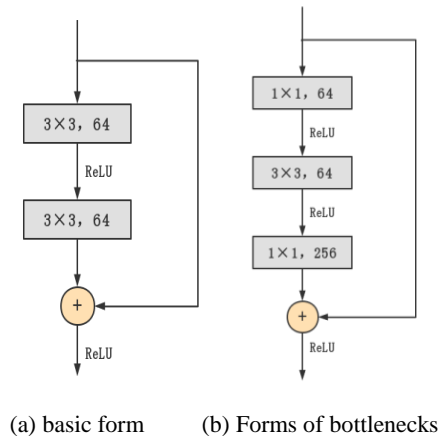 3×3, 64
ReLU
3×3, 64
+
ReLU
1×1, 64
ReLU
3×3, 64
ReLU
1×1, 256
+
ReLU
(a) basic form
(b) Forms of bottlenecks